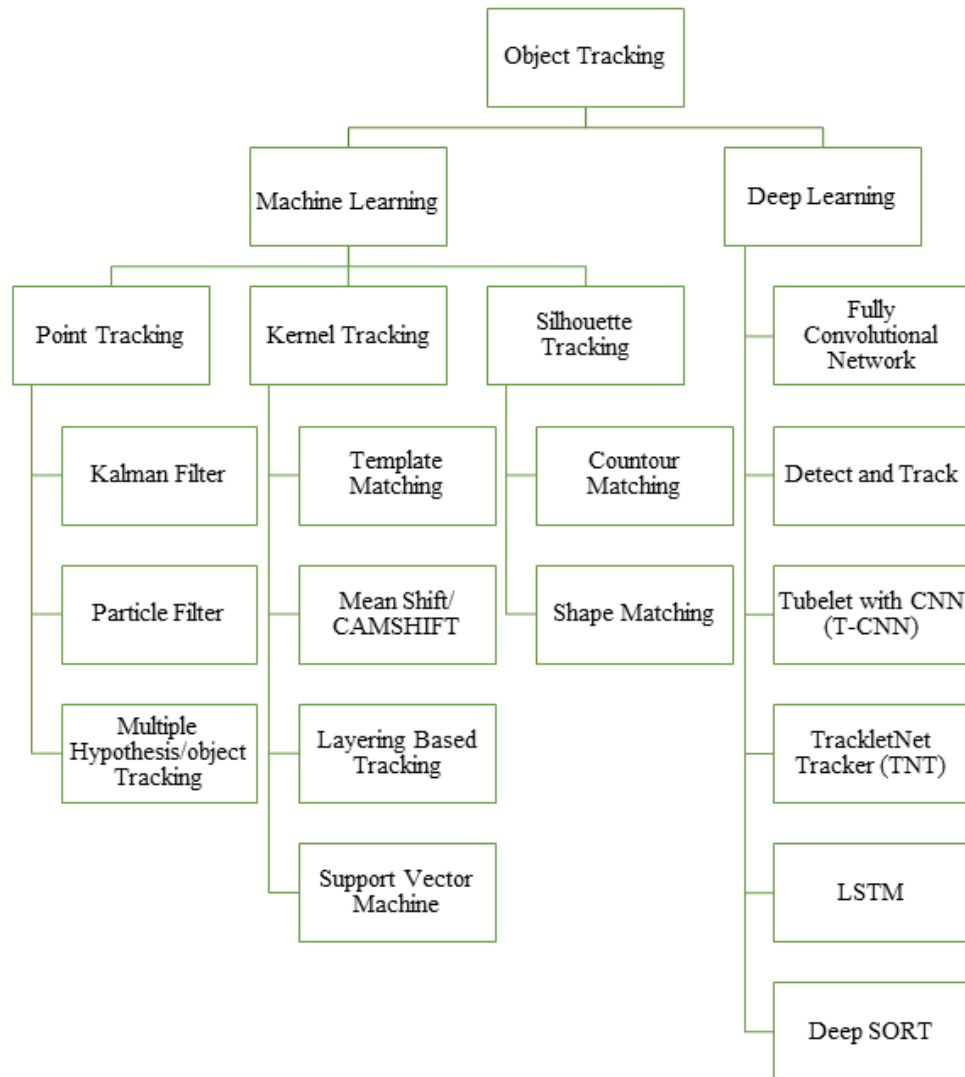 Object Tracking
Machine Learning
Deep Learning
Point Tracking
Kernel Tracking
Silhouette
Tracking
Fully
Convolutional
Network
Kalman Filter
Template
Matching
Countour
Matching
Detect and Track
Particle Filter
Mean Shift/
CAMSHIFT
Shape Matching
Tubelet with CNN
(T-CNN)
Multiple
Hypothesis/object
Tracking
Layering Based
Tracking
TrackletNet
Tracker (TNT)
Support Vector
Machine
LSTM
Deep SORT